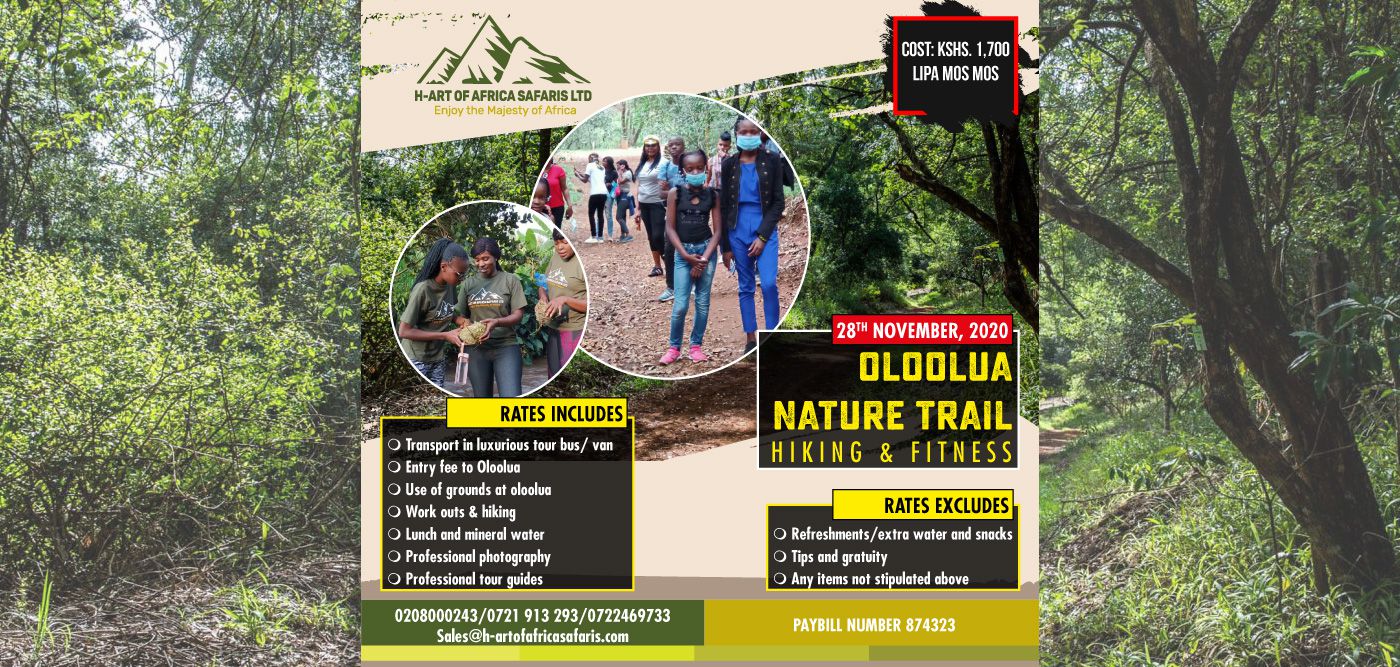 H-ART OF AFRICA SAFARIS LTD
Enjoy the Majesty of Africa
COST: KSHS. 1,700
LIPA MOS MOS
28TH NOVEMBER, 2020
OLOOLUA
NATURE TRAIL
HIKING & FITNESS
RATES INCLUDES
Transport in luxurious tour bus/ van
Entry fee to Oloolua
Use of grounds at oloolua
Work outs & hiking
Lunch and mineral water
Professional photography
Professional tour guides
RATES EXCLUDES
Refreshments/extra water and snacks
Tips and gratuity
Any items not stipulated above
0208000243/0721 913 293/0722469733
Sales@h-artofafricasafaris.com
PAYBILL NUMBER 874323